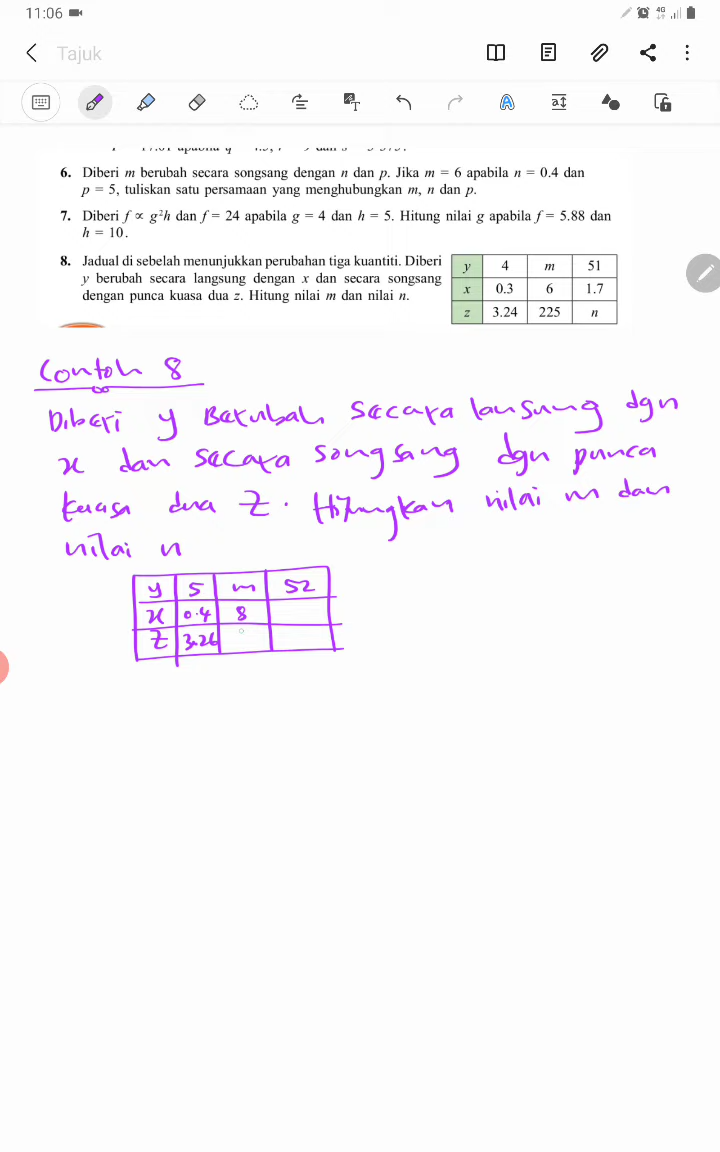 11:06
4G
Tajuk
6. Diberi m berubah secara songsang dengan n dan p. Jika m = 6 apabila n = 0.4 dan
p = 5, tuliskan satu persamaan yang menghubungkan m, n dan p.
7. Diberi f ∝ g²h dan f = 24 apabila g = 4 dan h = 5. Hitung nilai g apabila f = 5.88 dan
h = 10.
8. Jadual di sebelah menunjukkan perubahan tiga kuantiti. Diberi
y berubah secara langsung dengan x dan secara songsang
dengan punca kuasa dua z. Hitung nilai m dan nilai n.
y 4 m 51
x 0.3 6 1.7
z 3.24 225 n
Contoh 8
Diberi y Berubah secara lansung dgn
x dan secara songsang dgn punca
kuasa dua z. Hitungkan nilai m dan
nilai n
y 5 m 52
x 0.4 8
z 3.26